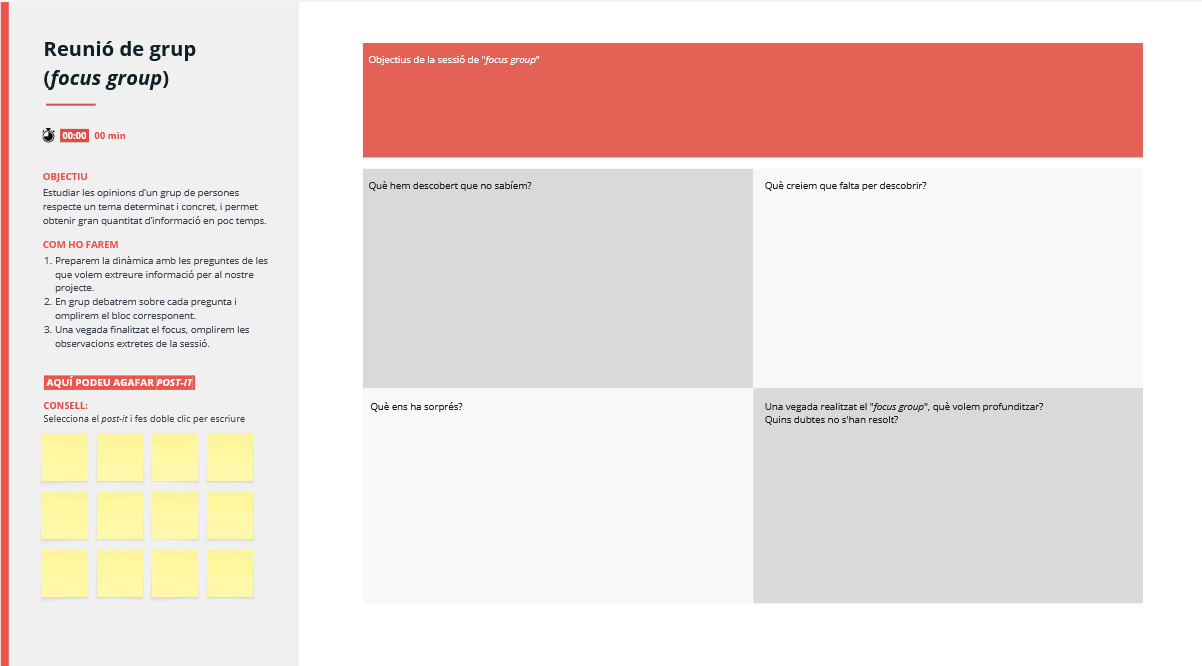 Reunió de grup
(focus group)
00:00 00 min
OBJECTIU
Estudiar les opinions d'un grup de persones
respecte un tema determinat i concret, i permet
obtenir gran quantitat d'informació en poc temps.
COM HO FAREM
1. Preparem la dinàmica amb les preguntes de les
que volem extreure informació per al nostre
projecte.
2. En grup debatrem sobre cada pregunta i
omplirem el bloc corresponent.
3. Una vegada finalitzat el focus, omplirem les
observacions extretes de la sessió.
AQUÍ PODEU AGAFAR POST-IT
CONSELL:
Selecciona el post-it i fes doble clic per escriure
Objectius de la sessió de "focus group"
Què hem descobert que no sabíem?
Què creiem que falta per descobrir?
Què ens ha sorprés?
Una vegada realitzat el "focus group", què volem profunditzar?
Quins dubtes no s'han resolt?